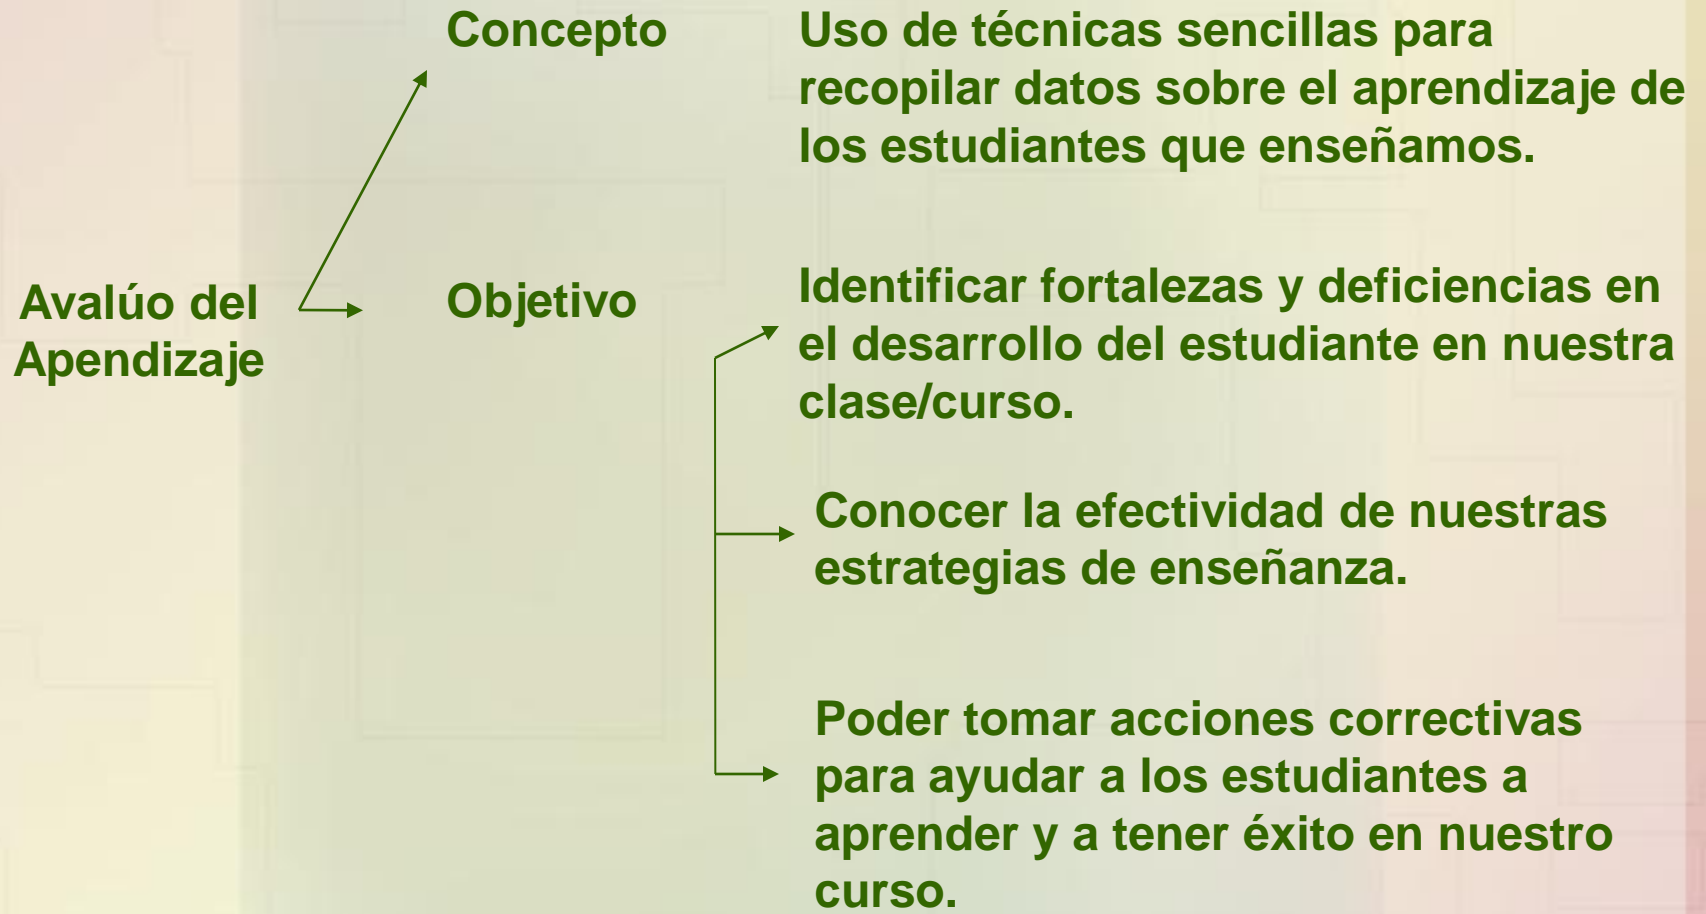 Concepto
Uso de técnicas sencillas para
recopilar datos sobre el aprendizaje de
los estudiantes que enseñamos.
Avalúo del
Apendizaje
Objetivo
Identificar fortalezas y deficiencias en
el desarrollo del estudiante en nuestra
clase/curso.
Conocer la efectividad de nuestras
estrategias de enseñanza.
Poder tomar acciones correctivas
para ayudar a los estudiantes a
aprender y a tener éxito en nuestro
curso.